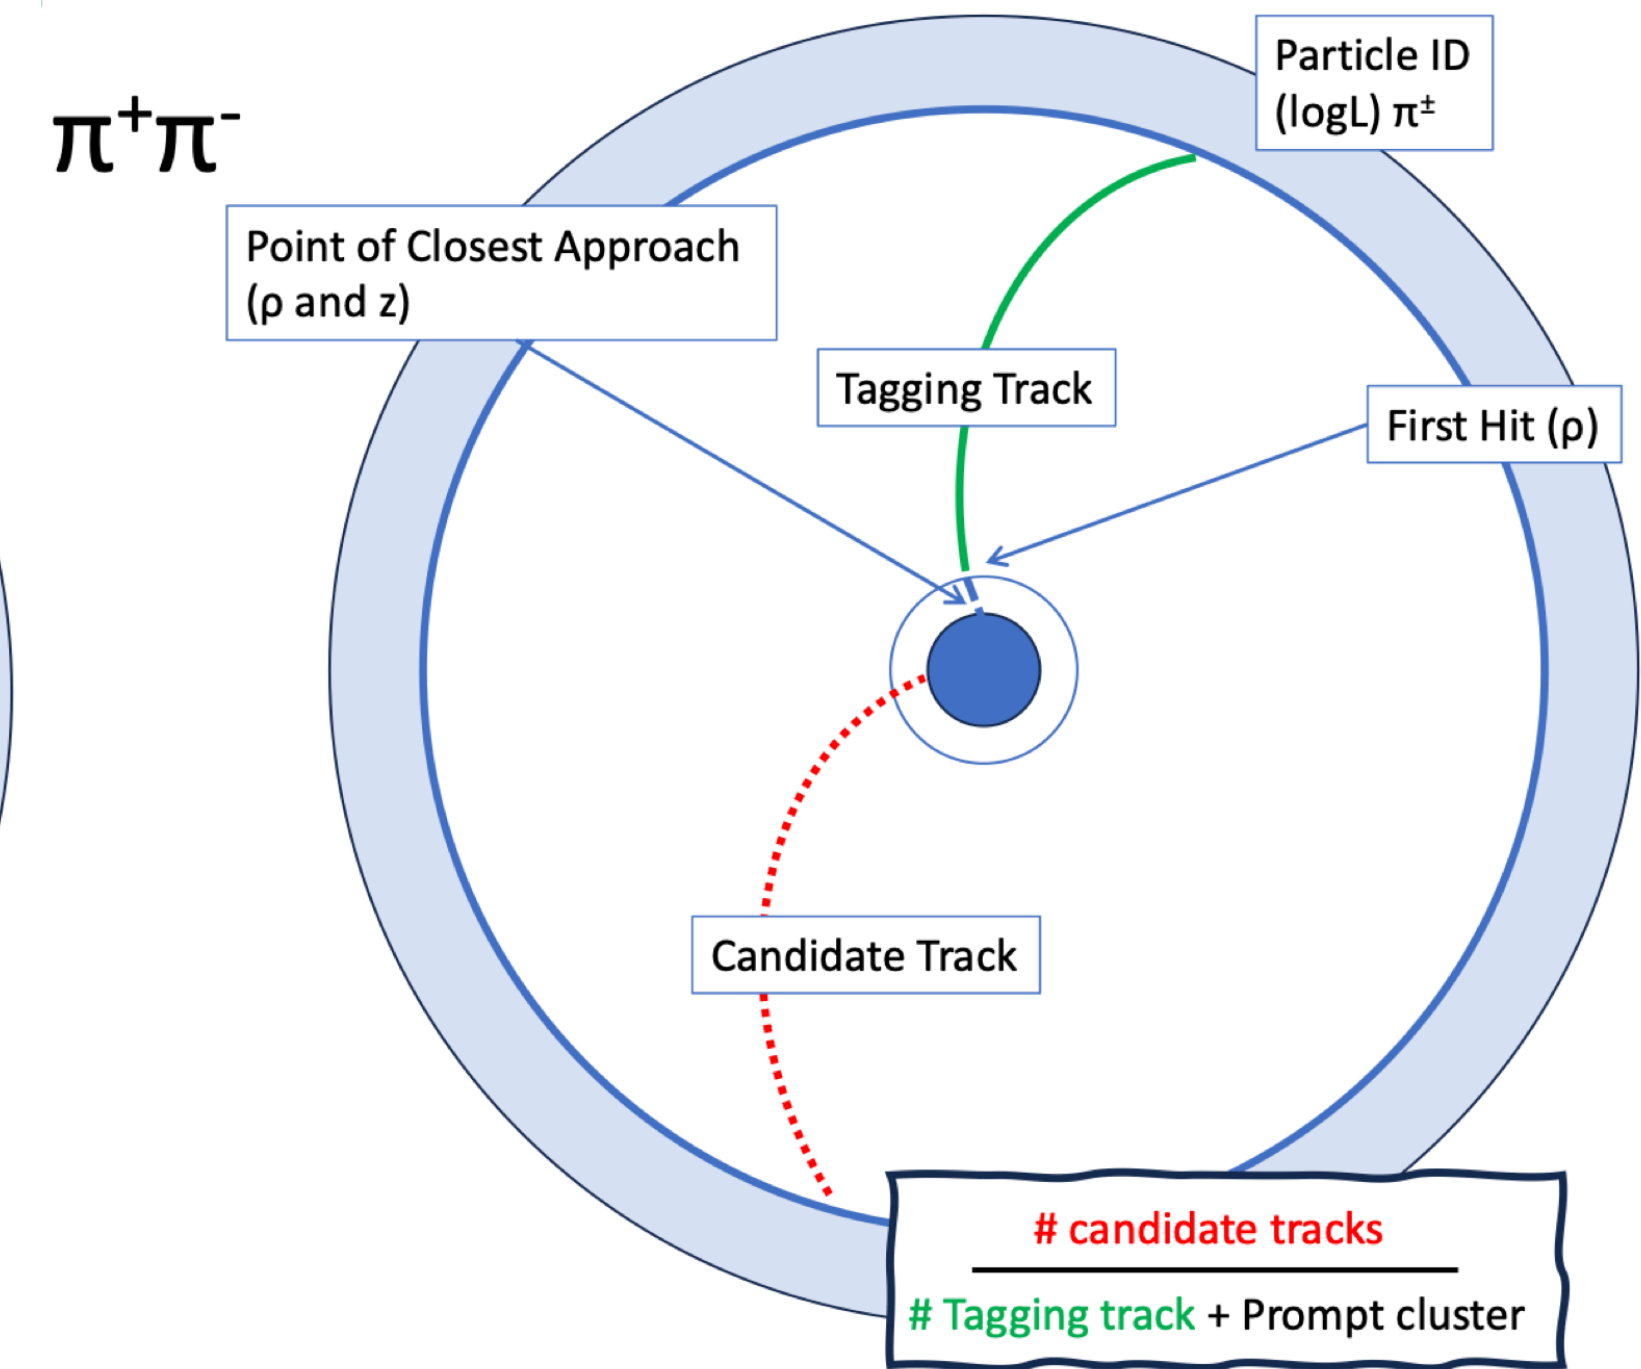 π⁺π⁻
Particle ID
(logL) π±
Point of Closest Approach
(ρ and z)
Tagging Track
First Hit (ρ)
Candidate Track
# candidate tracks
# Tagging track + Prompt cluster